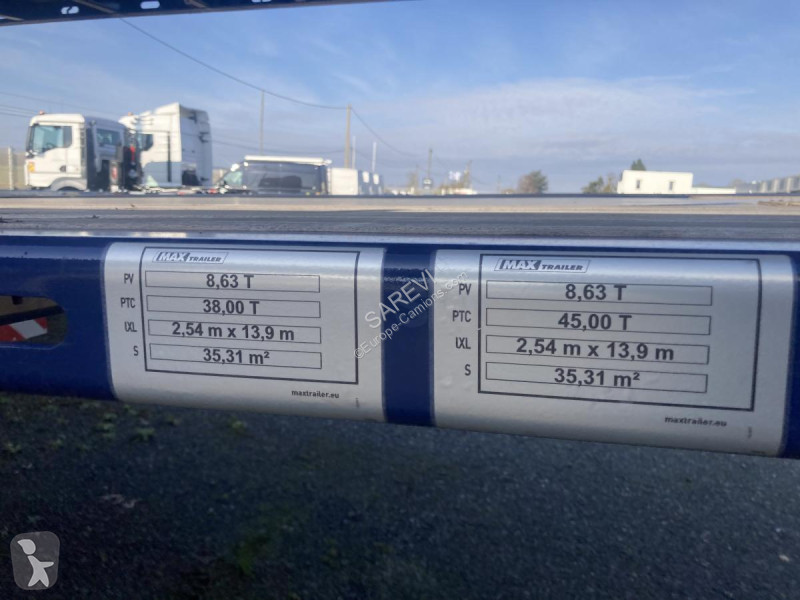 MAX TRAILER
PV 8,63 T
PTC 38,00 T
lXL 2,54 m x 13,9 m
S 35,31 m²
maxtrailer.eu
MAX TRAILER
PV 8,63 T
PTC 45,00 T
lXL 2,54 m x 13,9 m
S 35,31 m²
maxtrailer.eu
SAREVI
©Europe-Camions.com